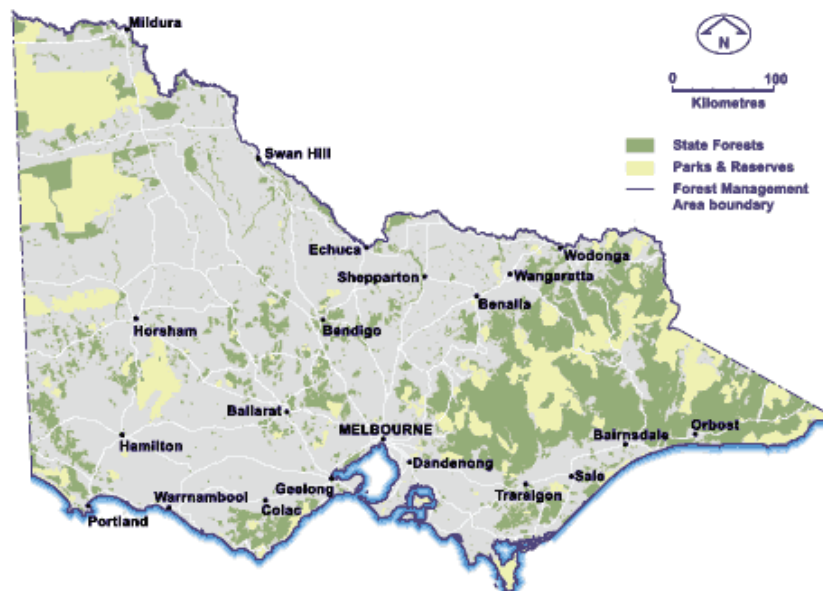 Mildura
N
0 100
Kilometres
Swan Hill
State Forests
Parks & Reserves
Forest Management
Area boundary
Echuca
Wodonga
Shepparton
Wangaratta
Benalla
Horsham
Bendigo
Ballarat
MELBOURNE
Hamilton
Bairnsdale
Orbost
Dandenong
Sale
Geelong
Traralgon
Warrnambool
Colac
Portland